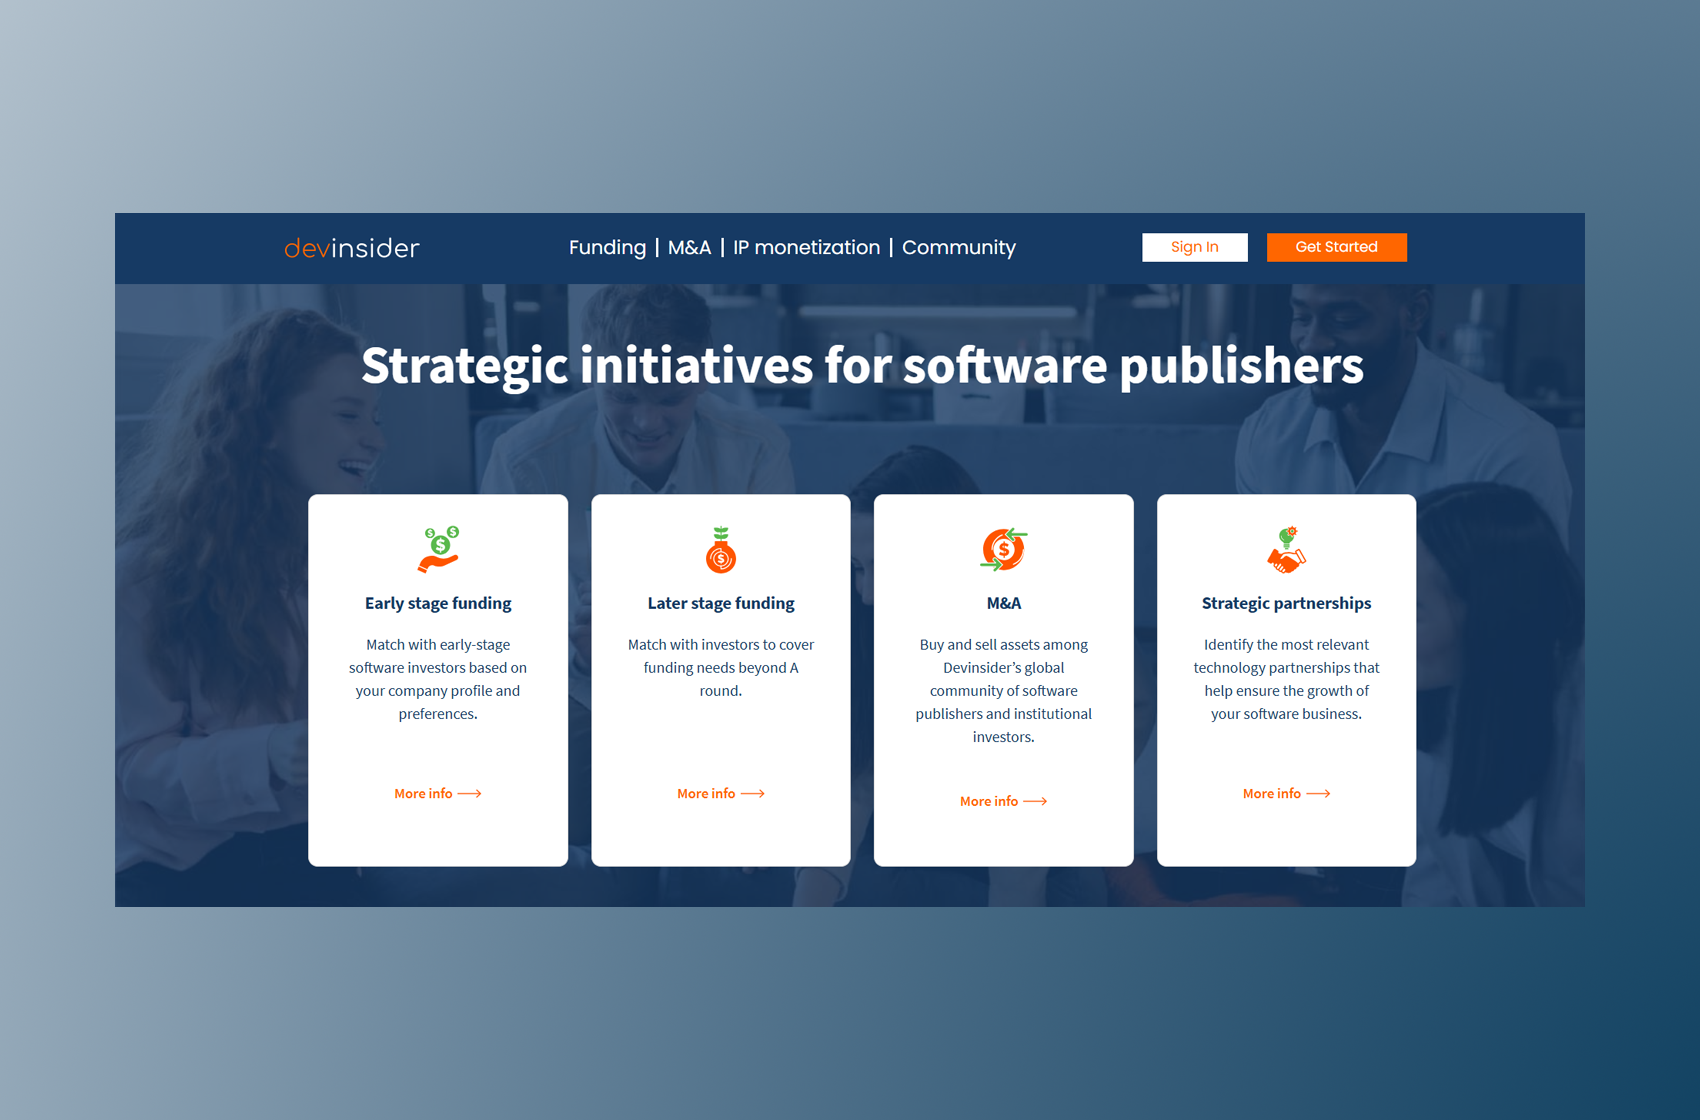 devinsider
Funding | M&A | IP monetization | Community
Sign In
Get Started
Strategic initiatives for software publishers
Early stage funding
Match with early-stage
software investors based on
your company profile and
preferences.
More info
Later stage funding
Match with investors to cover
funding needs beyond A
round.
More info
M&A
Buy and sell assets among
Devinsider’s global
community of software
publishers and institutional
investors.
More info
Strategic partnerships
Identify the most relevant
technology partnerships that
help ensure the growth of
your software business.
More info